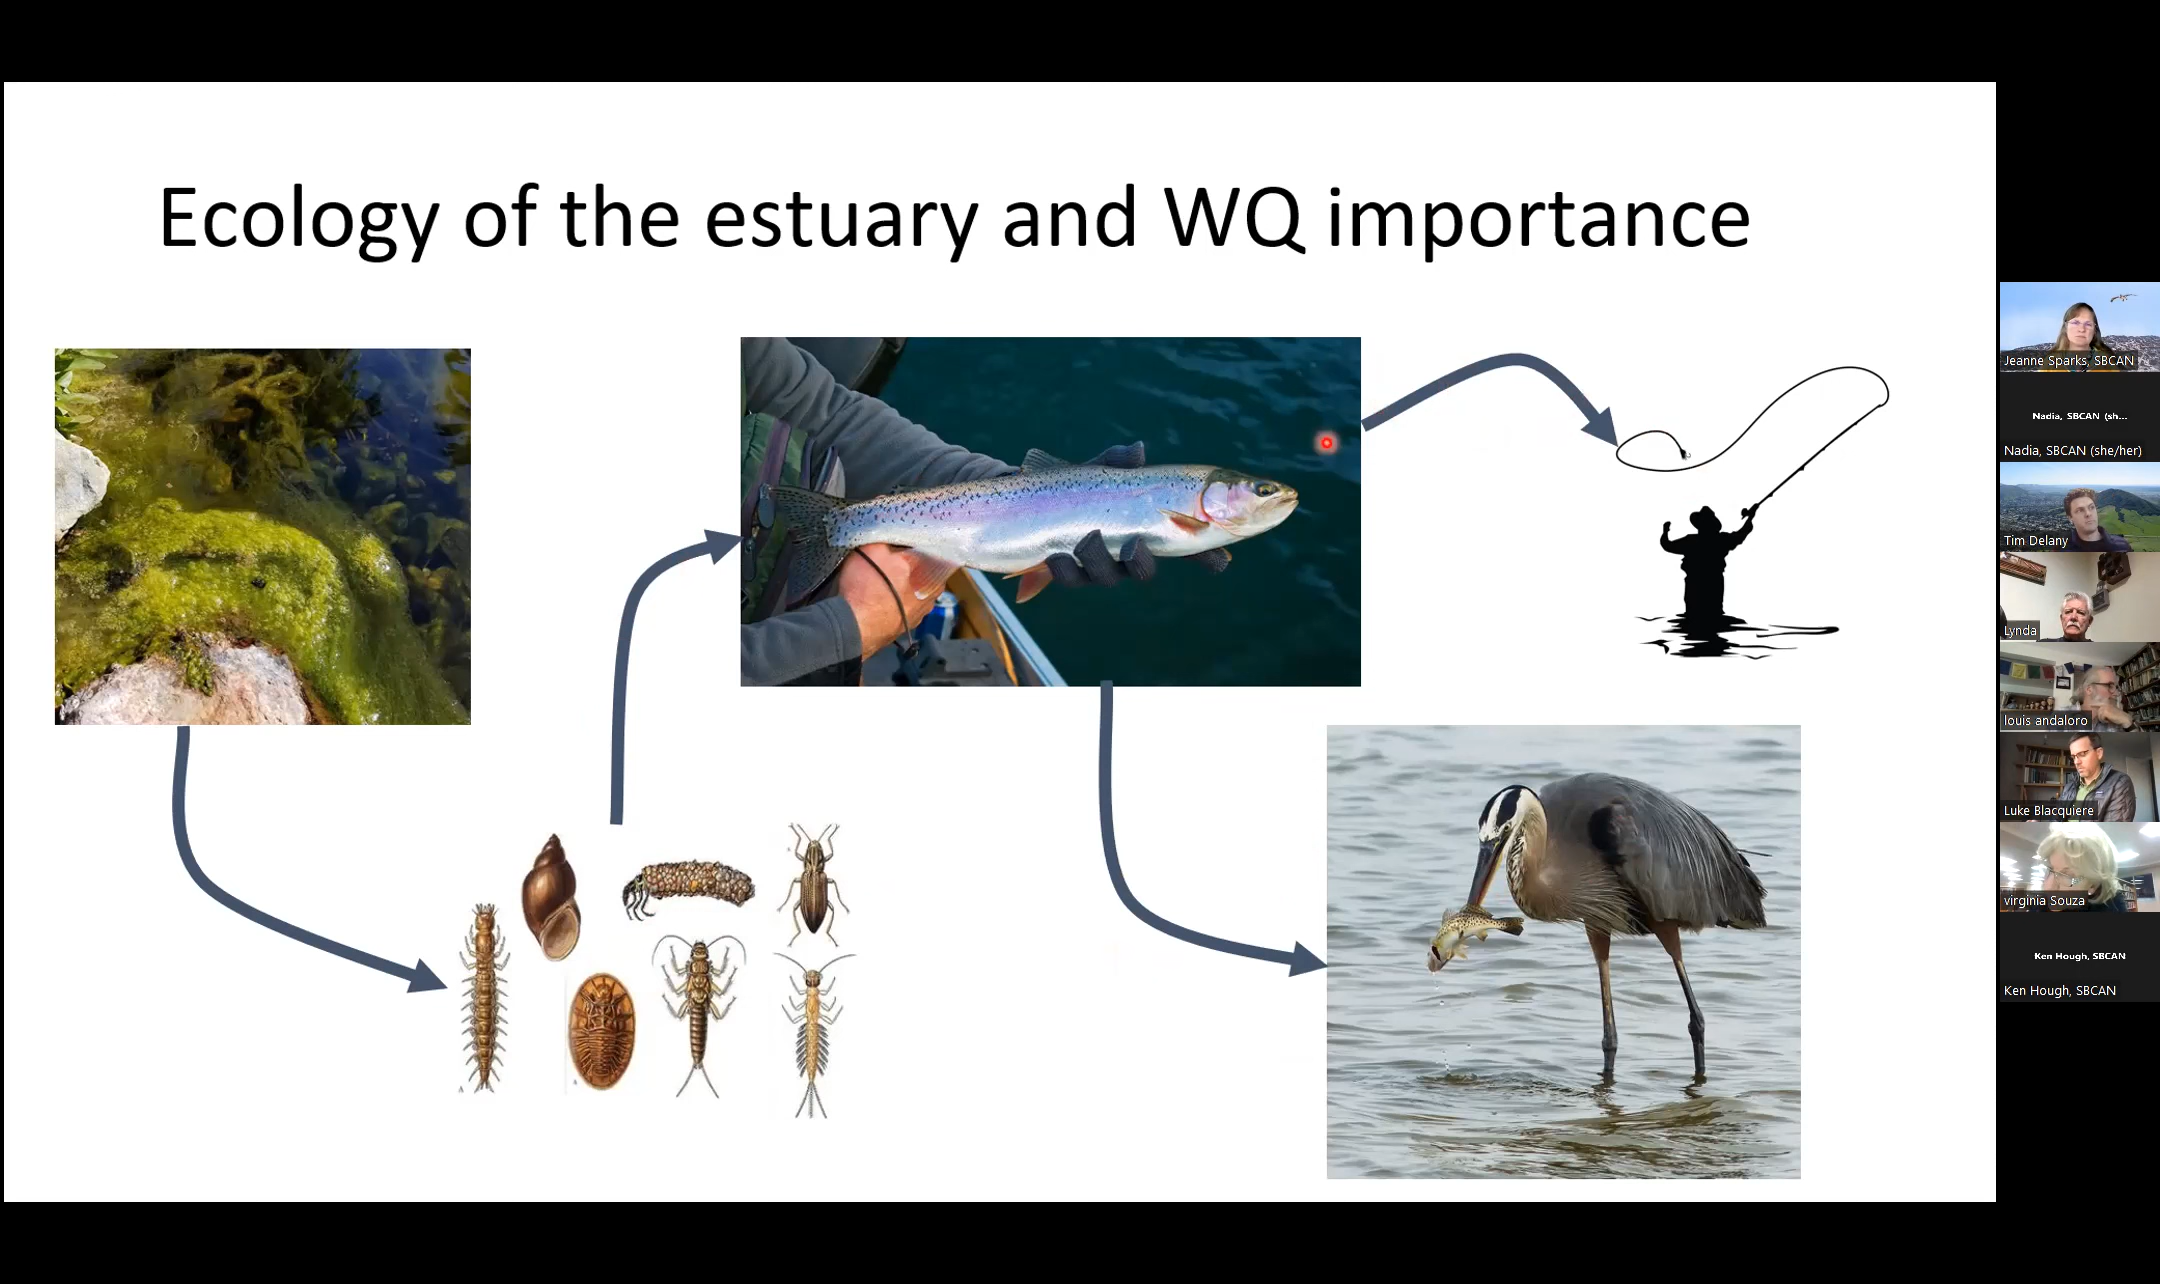 Ecology of the estuary and WQ importance
Jeanne Sparks, SBCAN
Nadia, SBCAN (sh...
Nadia, SBCAN (she/her)
Tim Delany
Lynda
louis andaloro
Luke Blacquiere
virginia Souza
Ken Hough, SBCAN
Ken Hough, SBCAN